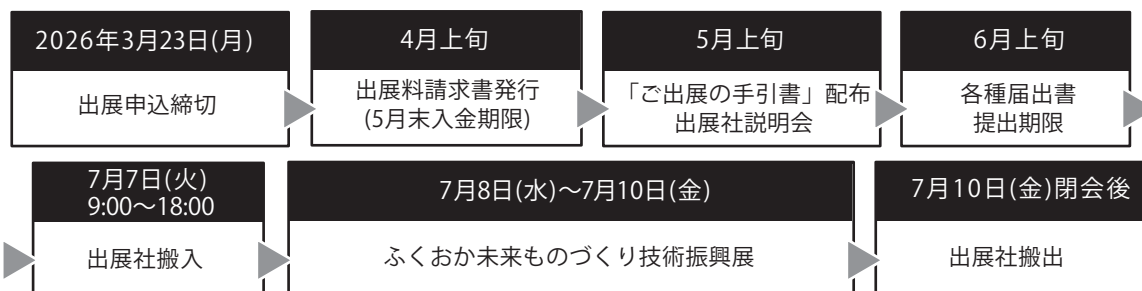 2026年3月23日(月)
出展申込締切
4月上旬
出展料請求書発行
(5月末入金期限)
5月上旬
「ご出展の手引書」配布
出展社説明会
6月上旬
各種届出書
提出期限
7月7日(火)
9:00〜18:00
出展社搬入
7月8日(水)〜7月10日(金)
ふくおか未来ものづくり技術振興展
7月10日(金)閉会後
出展社搬出